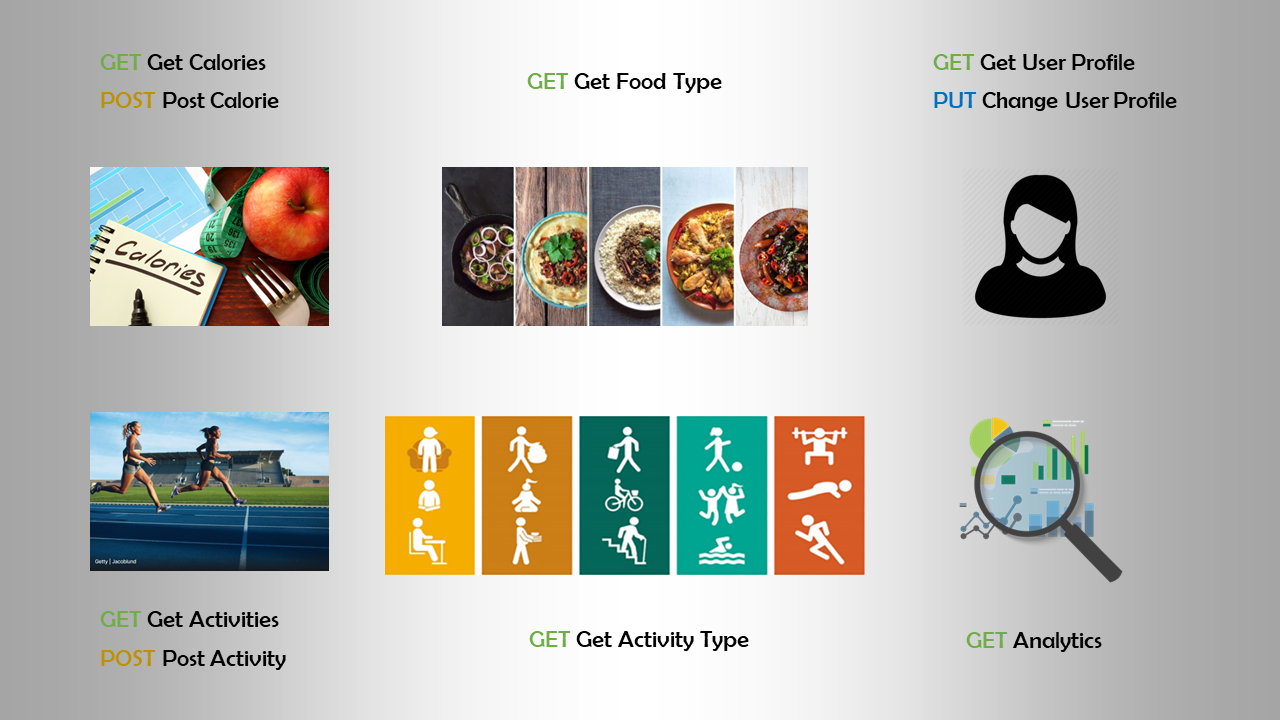 GET Get Calories
POST Post Calorie
GET Get Food Type
GET Get User Profile
PUT Change User Profile
Calories
Getty | Jacoblund
GET Get Activities
POST Post Activity
GET Get Activity Type
GET Analytics